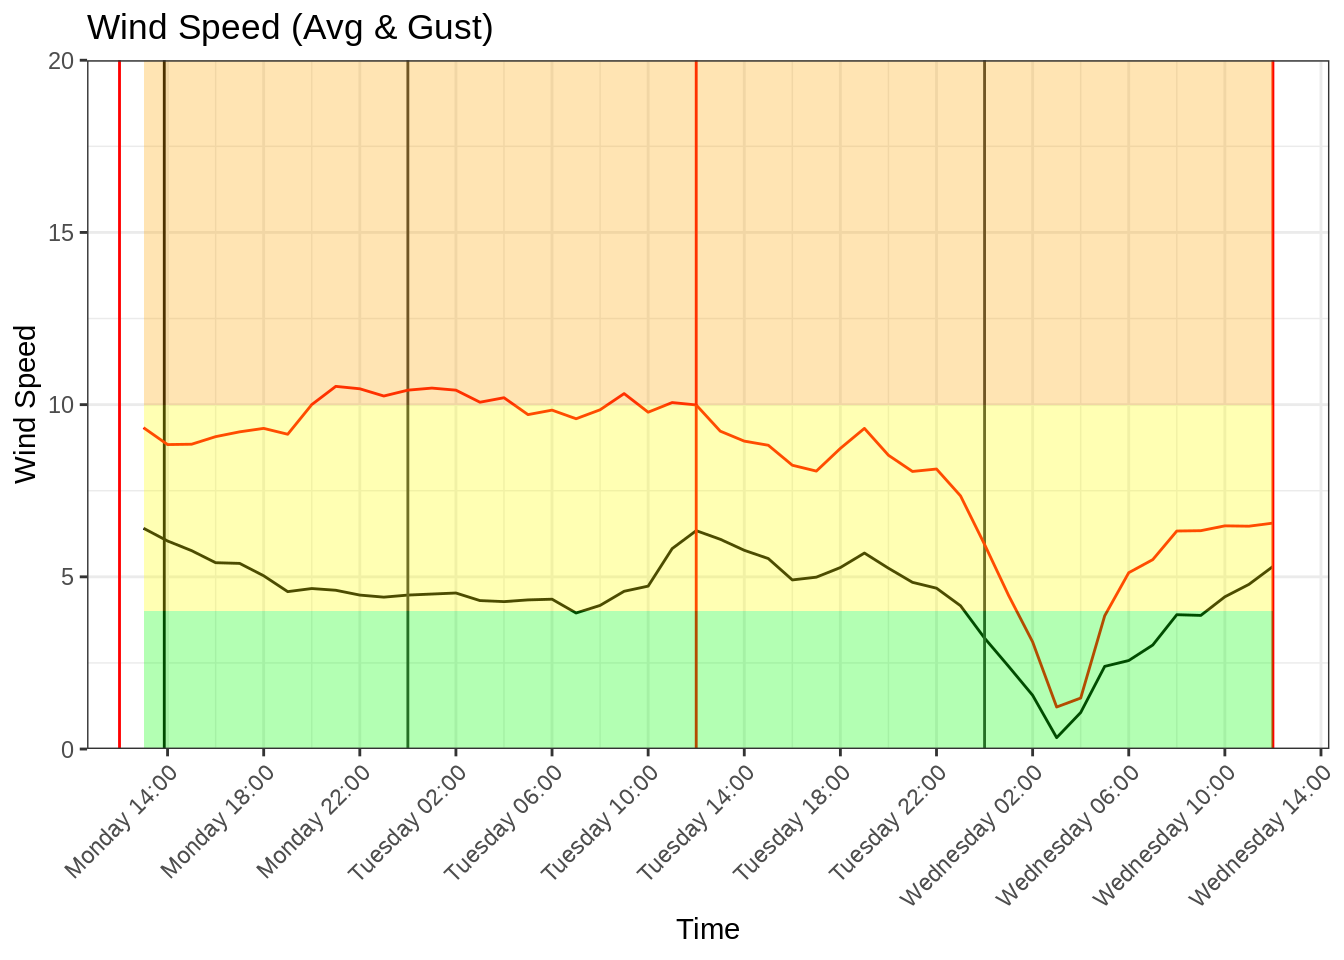 Wind Speed (Avg & Gust)
20
15
10
5
0
Wind Speed
Monday 14:00
Monday 18:00
Monday 22:00
Tuesday 02:00
Tuesday 06:00
Tuesday 10:00
Tuesday 14:00
Tuesday 18:00
Tuesday 22:00
Wednesday 02:00
Wednesday 06:00
Wednesday 10:00
Wednesday 14:00
Time